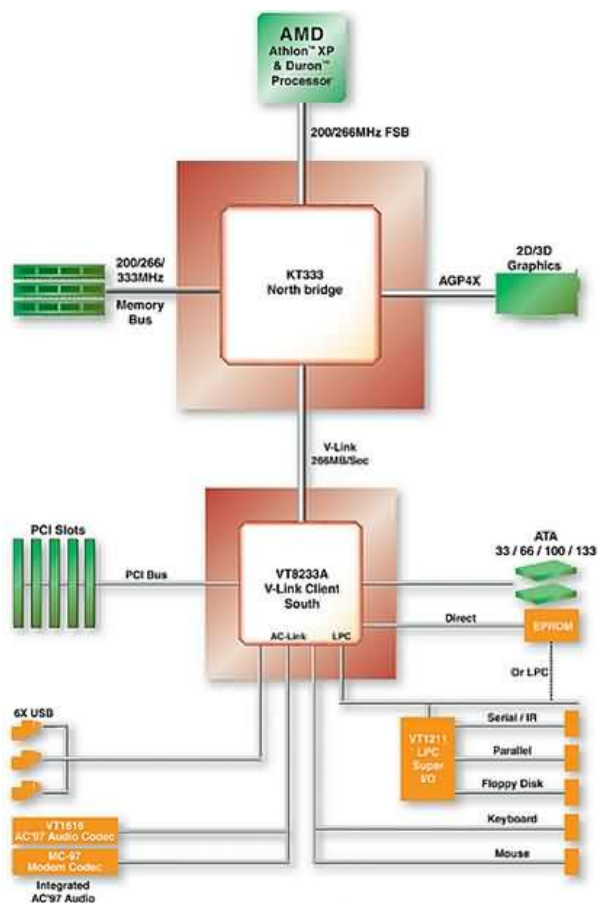 AMD
Athlon™ XP
& Duron™
Processor
200/266MHz FSB
200/266/
333MHz
Memory
Bus
KT333
North bridge
AGP4X
2D/3D
Graphics
V-Link
266MB/Sec
PCI Slots
PCI Bus
VT8233A
V-Link Client
South
AC-Link
LPC
ATA
33 / 66 / 100 / 133
Direct
EPROM
Or LPC
6X USB
VT1211
LPC
Super
I/O
Serial / IR
Parallel
Floppy Disk
Keyboard
Mouse
VT1616
AC'97 Audio Codec
MC-97
Modem Codec
Integrated
AC'97 Audio